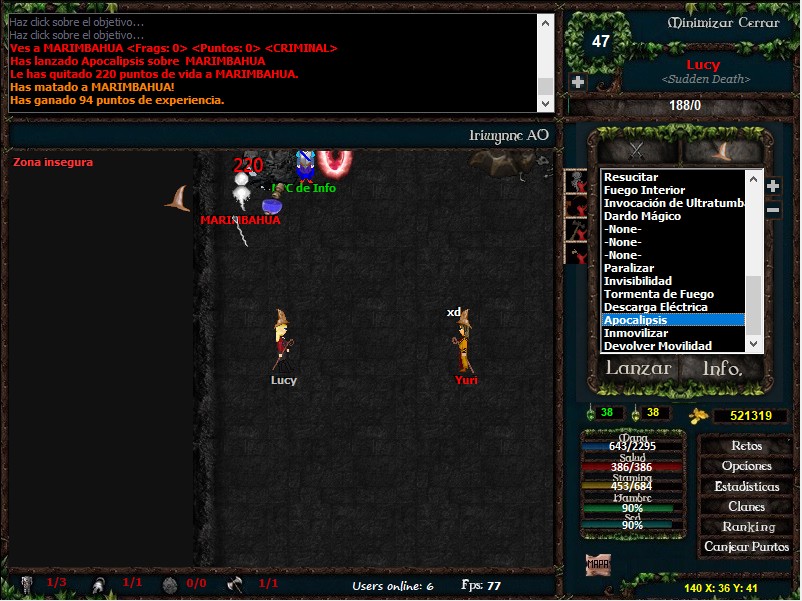 Haz click sobre el objetivo...
Haz click sobre el objetivo...
Ves a MARIMBAHUA <Frags: 0> <Puntos: 0> <CRIMINAL>
Has lanzado Apocalipsis sobre MARIMBAHUA
Le has quitado 220 puntos de vida a MARIMBAHUA.
Has matado a MARIMBAHUA!
Has ganado 94 puntos de experiencia.
Iriwynne AO
Zona insegura
220
NPC de Info
MARIMBAHUA
xd
Lucy
Yuri
1/3
1/1
0/0
1/1
Users online: 6
Fps: 77
Minimizar Cerrar
47
Lucy
<Sudden Death>
188/0
Resucitar
Fuego Interior
Invocación de Ultratumba
Dardo Mágico
-None-
-None-
-None-
Paralizar
Invisibilidad
Tormenta de Fuego
Descarga Eléctrica
Apocalipsis
Inmovilizar
Devolver Movilidad
Lanzar Info.
38 38 521319
Mana
643/2295
Salud
386/386
Stamina
453/684
Hambre
90%
Sed
90%
Retos
Opciones
Estadisticas
Clanes
Ranking
Canjear Puntos
MAPA
140 X: 36 Y: 41